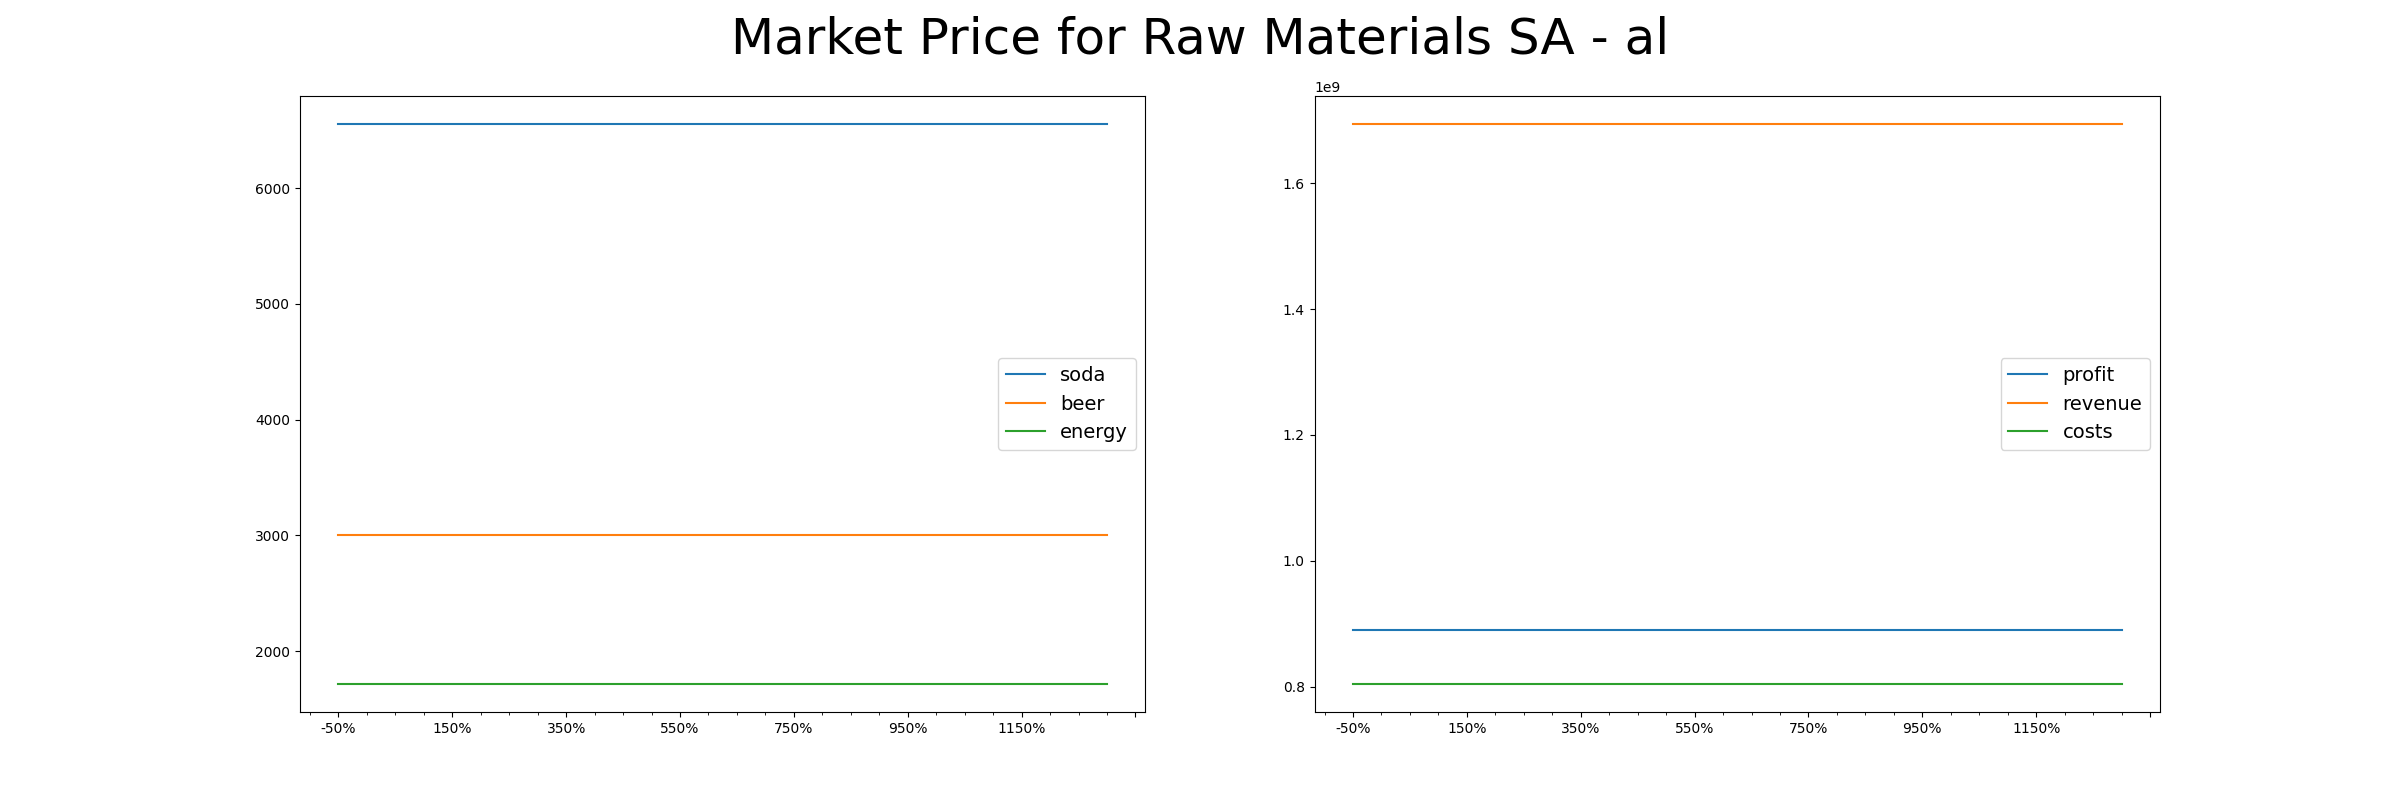 Market Price for Raw Materials SA - al
6000
5000
4000
3000
2000
-50% 150% 350% 550% 750% 950% 1150%
soda
beer
energy
1e9
1.6
1.4
1.2
1.0
0.8
-50% 150% 350% 550% 750% 950% 1150%
profit
revenue
costs